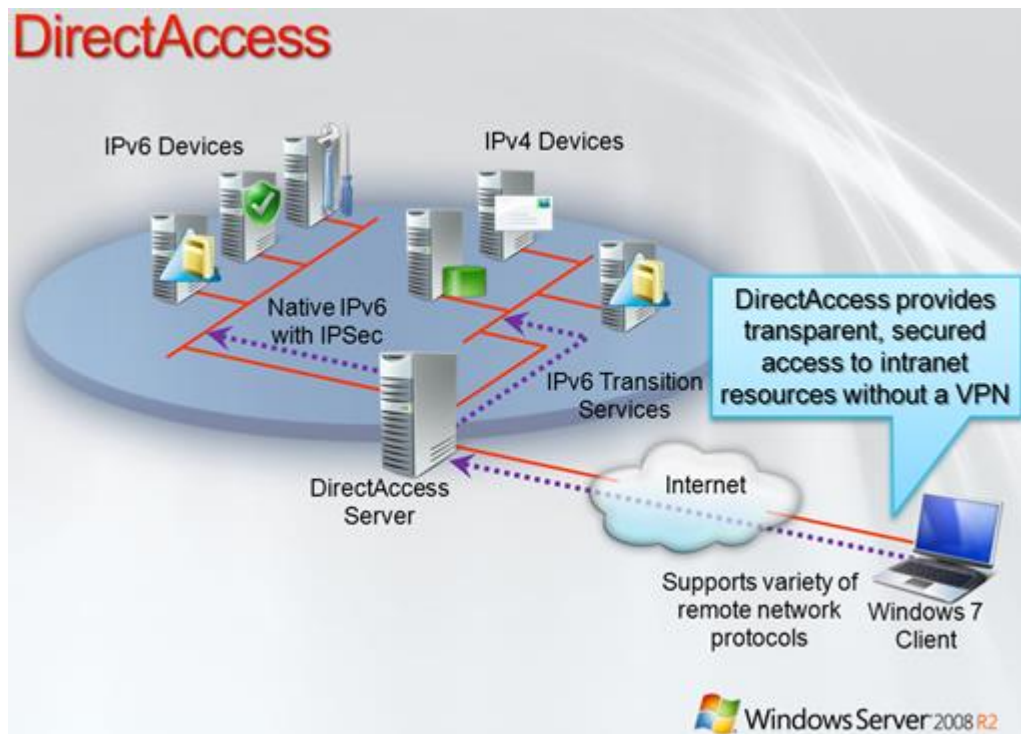 DirectAccess
IPv6 Devices
IPv4 Devices
Native IPv6
with IPSec
IPv6 Transition
Services
DirectAccess provides
transparent, secured
access to intranet
resources without a VPN
DirectAccess
Server
Internet
Supports variety of
remote network
protocols
Windows 7
Client
Windows Server 2008 R2